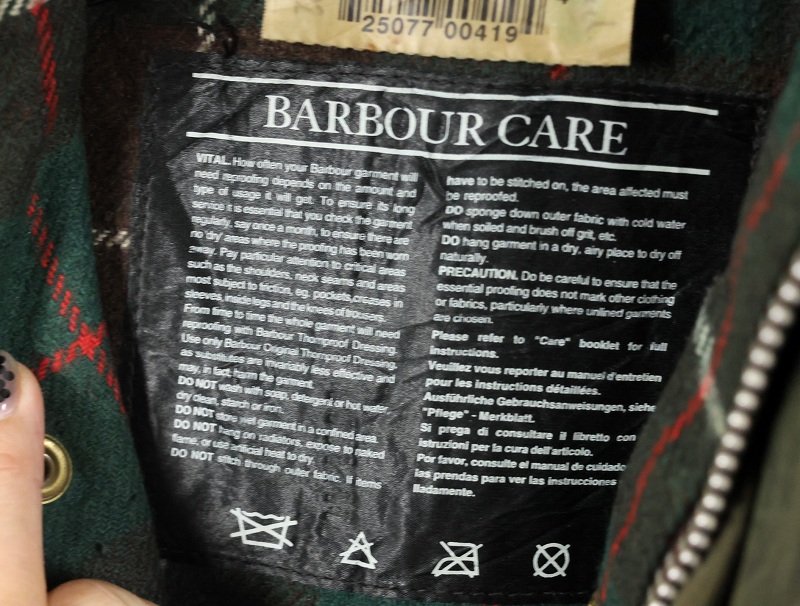 25077 00419
BARBOUR CARE
VITAL. How often your Barbour garment will
need reproofing depends on the amount and
type of usage it will get. To ensure its long
service it is essential that you check the garment
regularly, say once a month, to ensure there are
no 'dry' areas where the proofing has been worn
away. Pay particular attention to critical areas
such as the shoulders, neck seams and areas
most subject to friction, eg. pockets, creases in
sleeves, inside legs and the knees of trousers.
From time to time the whole garment will need
reproofing with Barbour Thornproof Dressing.
Use only Barbour Original Thornproof Dressing,
as substitutes are invariably less effective and
may, in fact, harm the garment.
DO NOT wash with soap, detergent or hot water,
dry clean, starch or iron.
DO NOT store wet garment in a confined area.
DO NOT hang on radiators, expose to naked
flame, or use artificial heat to dry.
DO NOT stitch through outer fabric. If items
have to be stitched on, the area affected must
be reproofed.
DO sponge down outer fabric with cold water
when soiled and brush off grit, etc.
DO hang garment in a dry, airy place to dry off
naturally.
PRECAUTION. Do be careful to ensure that the
essential proofing does not mark other clothing
or fabrics, particularly where unlined garments
are chosen.
Please refer to "Care" booklet for full
instructions.
Veuillez vous reporter au manuel d'entretien
pour les instructions détaillées.
Ausführliche Gebrauchsanweisungen, siehe
"Pflege" - Merkblatt.
Si prega di consultare il libretto con
istruzioni per la cura dell'articolo.
Por favor, consulte el manual de cuidado
las prendas para ver las instrucciones
lladamente.